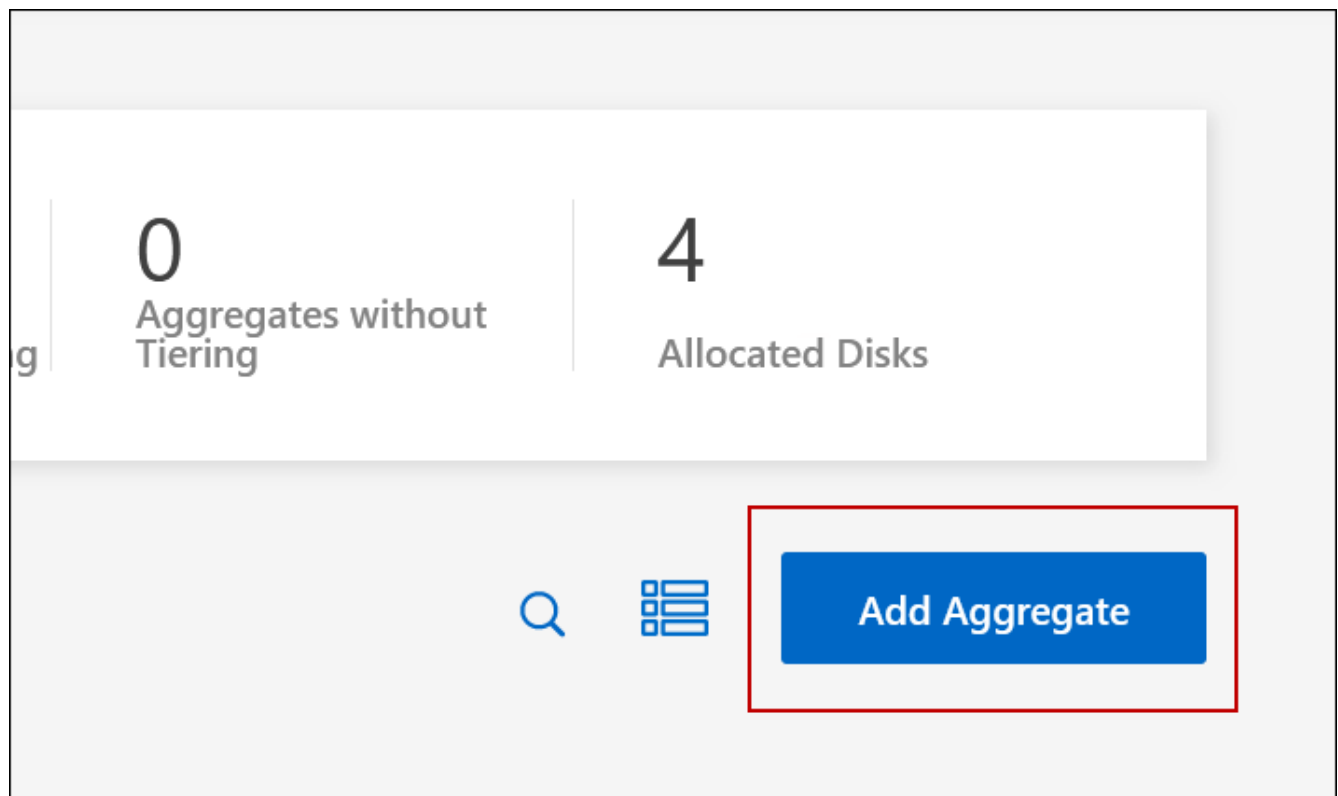 0
Aggregates without
Tiering
4
Allocated Disks
Add Aggregate